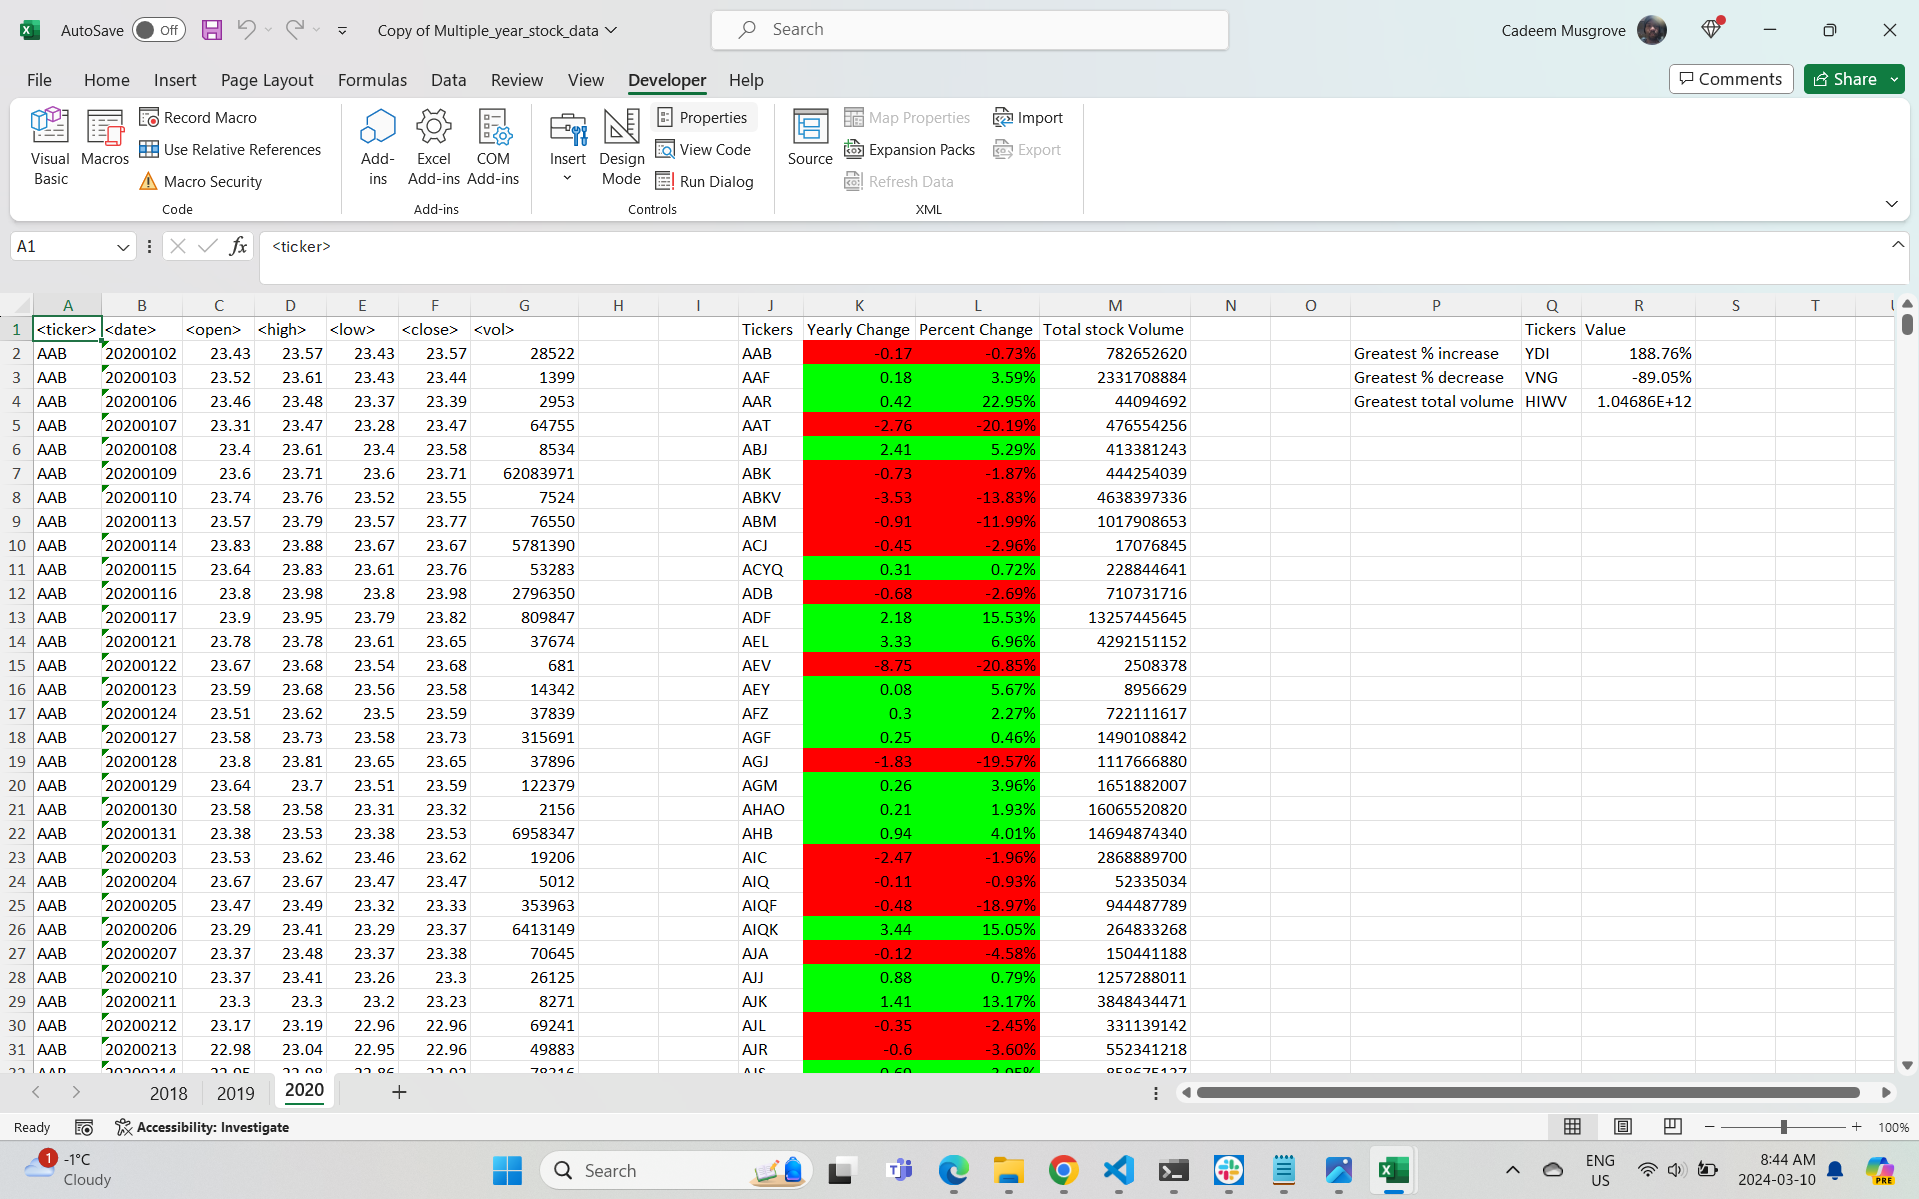 AutoSave Off Copy of Multiple_year_stock_data Search Cadeem Musgrove
File Home Insert Page Layout Formulas Data Review View Developer Help Comments Share
Visual Basic
Macros
Record Macro
Use Relative References
Macro Security
Code
Add-ins
Excel Add-ins
COM Add-ins
Add-ins
Insert
Design Mode
Properties
View Code
Run Dialog
Controls
Source
Map Properties
Expansion Packs
Refresh Data
Import
Export
XML
A1 fx <ticker>
A B C D E F G H I J K L M N O P Q R S T
1 <ticker> <date> <open> <high> <low> <close> <vol> Tickers Yearly Change Percent Change Total stock Volume Tickers Value
2 AAB 20200102 23.43 23.57 23.43 23.57 28522 AAB -0.17 -0.73% 782652620 Greatest % increase YDI 188.76%
3 AAB 20200103 23.52 23.61 23.43 23.44 1399 AAF 0.18 3.59% 2331708884 Greatest % decrease VNG -89.05%
4 AAB 20200106 23.46 23.48 23.37 23.39 2953 AAR 0.42 22.95% 44094692 Greatest total volume HIWV 1.04686E+12
5 AAB 20200107 23.31 23.47 23.28 23.47 64755 AAT -2.76 -20.19% 476554256
6 AAB 20200108 23.4 23.61 23.4 23.58 8534 ABJ 2.41 5.29% 413381243
7 AAB 20200109 23.6 23.71 23.6 23.71 62083971 ABK -0.73 -1.87% 444254039
8 AAB 20200110 23.74 23.76 23.52 23.55 7524 ABKV -3.53 -13.83% 4638397336
9 AAB 20200113 23.57 23.79 23.57 23.77 76550 ABM -0.91 -11.99% 1017908653
10 AAB 20200114 23.83 23.88 23.67 23.67 5781390 ACJ -0.45 -2.96% 17076845
11 AAB 20200115 23.64 23.83 23.61 23.76 53283 ACYQ 0.31 0.72% 228844641
12 AAB 20200116 23.8 23.98 23.8 23.98 2796350 ADB -0.68 -2.69% 710731716
13 AAB 20200117 23.9 23.95 23.79 23.82 809847 ADF 2.18 15.53% 13257445645
14 AAB 20200121 23.78 23.78 23.61 23.65 37674 AEL 3.33 6.96% 4292151152
15 AAB 20200122 23.67 23.68 23.54 23.68 681 AEV -8.75 -20.85% 2508378
16 AAB 20200123 23.59 23.68 23.56 23.58 14342 AEY 0.08 5.67% 8956629
17 AAB 20200124 23.51 23.62 23.5 23.59 37839 AFZ 0.3 2.27% 722111617
18 AAB 20200127 23.58 23.73 23.58 23.73 315691 AGF 0.25 0.46% 1490108842
19 AAB 20200128 23.8 23.81 23.65 23.65 37896 AGJ -1.83 -19.57% 1117666880
20 AAB 20200129 23.64 23.7 23.51 23.59 122379 AGM 0.26 3.96% 1651882007
21 AAB 20200130 23.58 23.58 23.31 23.32 2156 AHAO 0.21 1.93% 16065520820
22 AAB 20200131 23.38 23.53 23.38 23.53 6958347 AHB 0.94 4.01% 14694874340
23 AAB 20200203 23.53 23.62 23.46 23.62 19206 AIC -2.47 -1.96% 2868889700
24 AAB 20200204 23.67 23.67 23.47 23.47 5012 AIQ -0.11 -0.93% 52335034
25 AAB 20200205 23.47 23.49 23.32 23.33 353963 AIQF -0.48 -18.97% 944487789
26 AAB 20200206 23.29 23.41 23.29 23.37 6413149 AIQK 3.44 15.05% 264833268
27 AAB 20200207 23.37 23.48 23.37 23.38 70645 AJA -0.12 -4.58% 150441188
28 AAB 20200210 23.37 23.41 23.26 23.3 26125 AJJ 0.88 0.79% 1257288011
29 AAB 20200211 23.3 23.3 23.2 23.23 8271 AJK 1.41 13.17% 3848434471
30 AAB 20200212 23.17 23.19 22.96 22.96 69241 AJL -0.35 -2.45% 331139142
31 AAB 20200213 22.98 23.04 22.95 22.96 49883 AJR -0.6 -3.60% 552341218
2018 2019 2020
Ready Accessibility: Investigate 100%
1 -1°C
Cloudy
Search
ENG
US
8:44 AM
2024-03-10
PRE